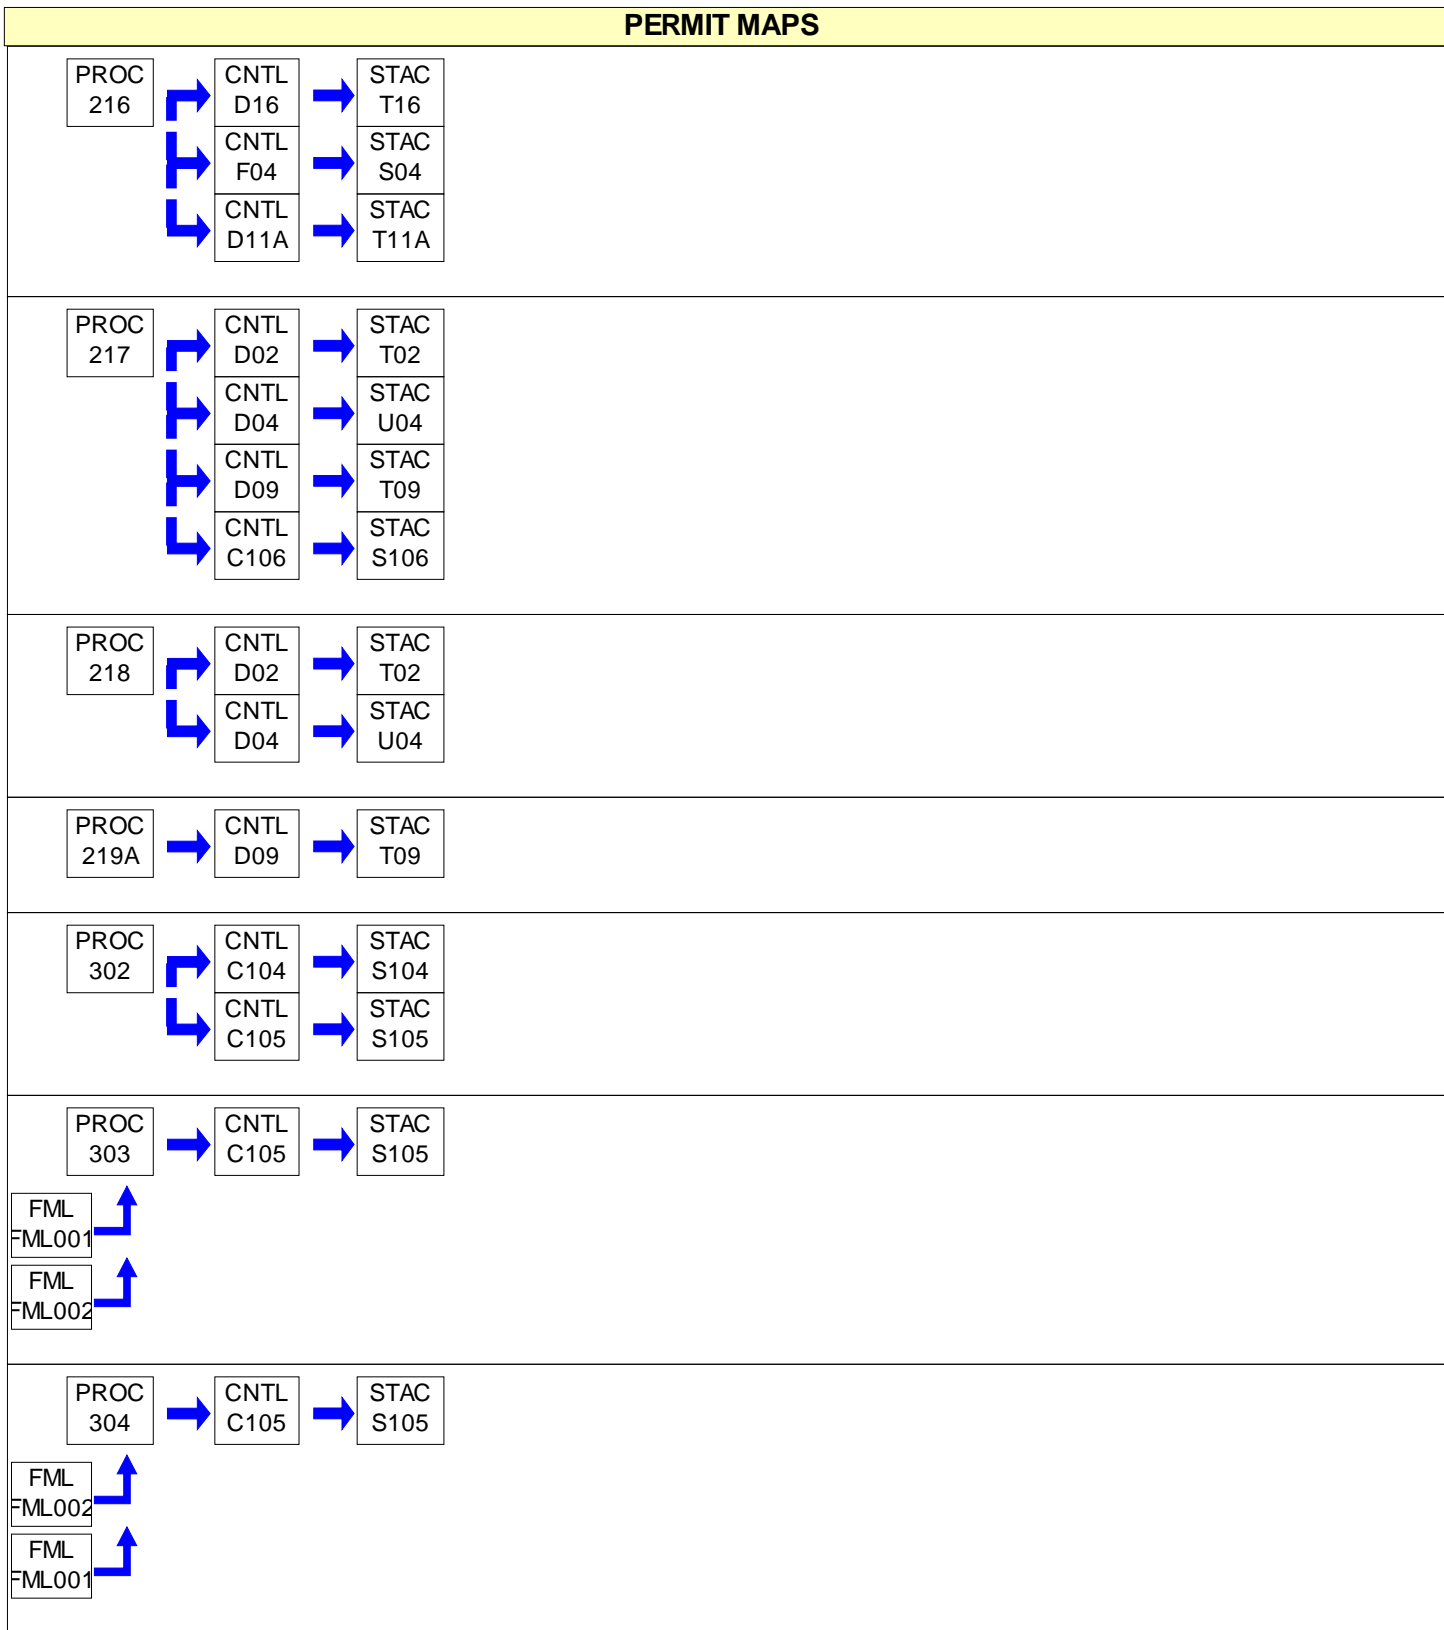 PERMIT MAPS
PROC
216
CNTL
D16
STAC
T16
CNTL
F04
STAC
S04
CNTL
D11A
STAC
T11A
PROC
217
CNTL
D02
STAC
T02
CNTL
D04
STAC
U04
CNTL
D09
STAC
T09
CNTL
C106
STAC
S106
PROC
218
CNTL
D02
STAC
T02
CNTL
D04
STAC
U04
PROC
219A
CNTL
D09
STAC
T09
PROC
302
CNTL
C104
STAC
S104
CNTL
C105
STAC
S105
PROC
303
CNTL
C105
STAC
S105
FML
FML001
FML
FML002
PROC
304
CNTL
C105
STAC
S105
FML
FML002
FML
FML001